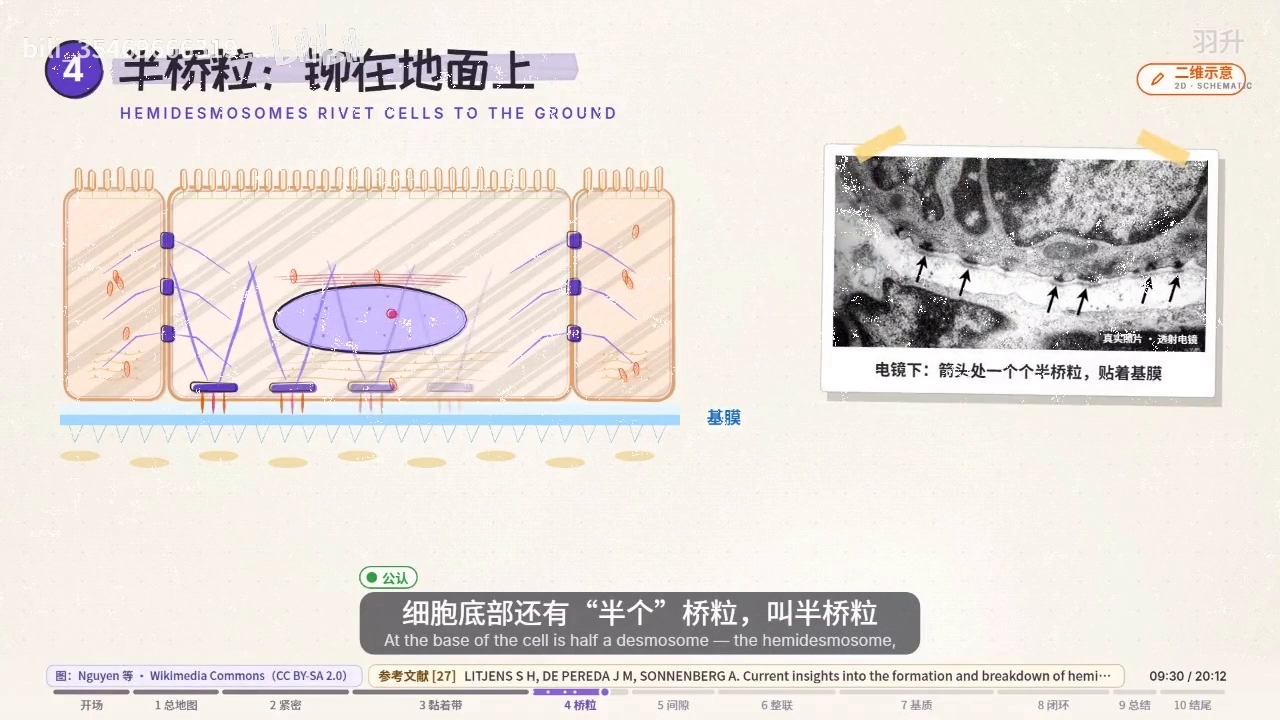 羽升
4 半桥粒：铆在地面上
HEMIDESMOSOMES RIVET CELLS TO THE GROUND
二维示意
2D · SCHEMATIC
真实照片 · 透射电镜
电镜下：箭头处一个个半桥粒，贴着基膜
基膜
公认
细胞底部还有“半个”桥粒，叫半桥粒
At the base of the cell is half a desmosome — the hemidesmosome,
图：Nguyen 等 · Wikimedia Commons（CC BY-SA 2.0）
参考文献 [27] LITJENS S H, DE PEREDA J M, SONNENBERG A. Current insights into the formation and breakdown of hemi…
09:30 / 20:12
开场 1 总地图 2 紧密 3 黏着带 4 桥粒 5 间隙 6 整联 7 基质 8 闭环 9 总结 10 结尾